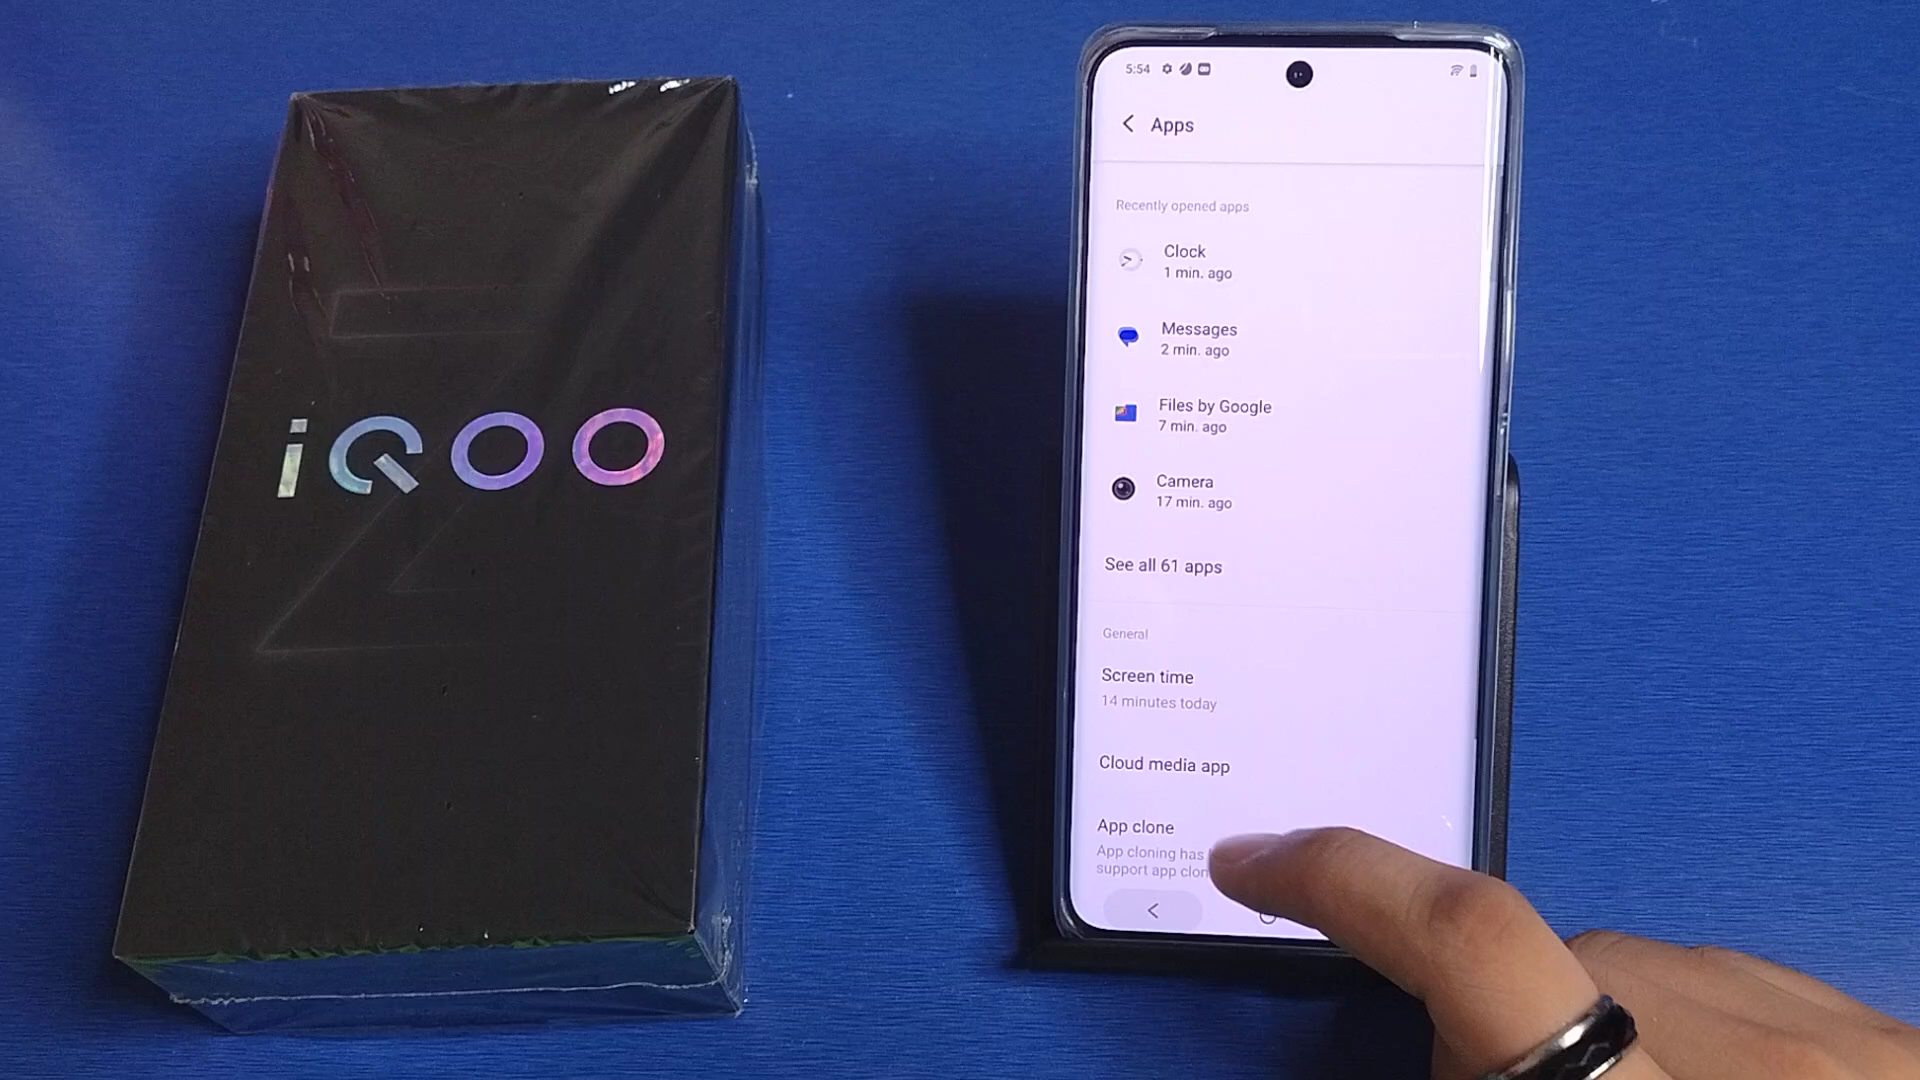 iQOO
5:54
Apps
Recently opened apps
Clock
1 min. ago
Messages
2 min. ago
Files by Google
7 min. ago
Camera
17 min. ago
See all 61 apps
General
Screen time
14 minutes today
Cloud media app
App clone
App cloning has
support app